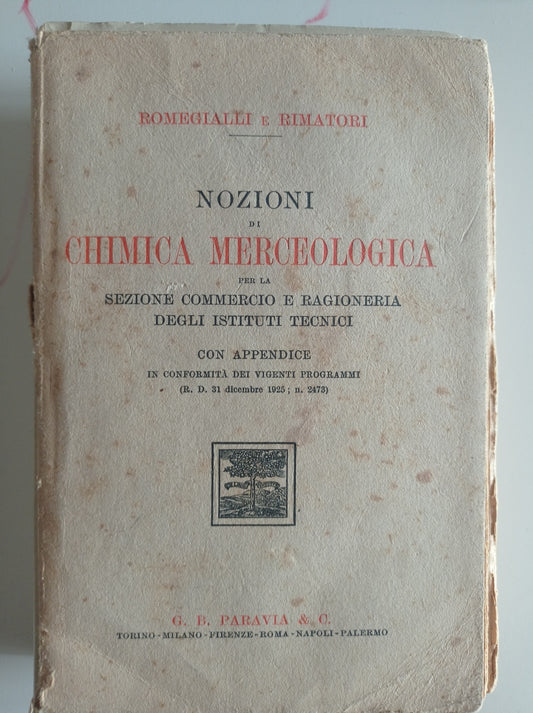 ROMEGIALLI E RIMATORI
NOZIONI
DI
CHIMICA MERCEOLOGICA
PER LA
SEZIONE COMMERCIO E RAGIONERIA
DEGLI ISTITUTI TECNICI
CON APPENDICE
IN CONFORMITÀ DEI VIGENTI PROGRAMMI
(R. D. 31 dicembre 1925; n. 2473)
G. B. PARAVIA & C.
TORINO - MILANO - FIRENZE - ROMA - NAPOLI - PALERMO